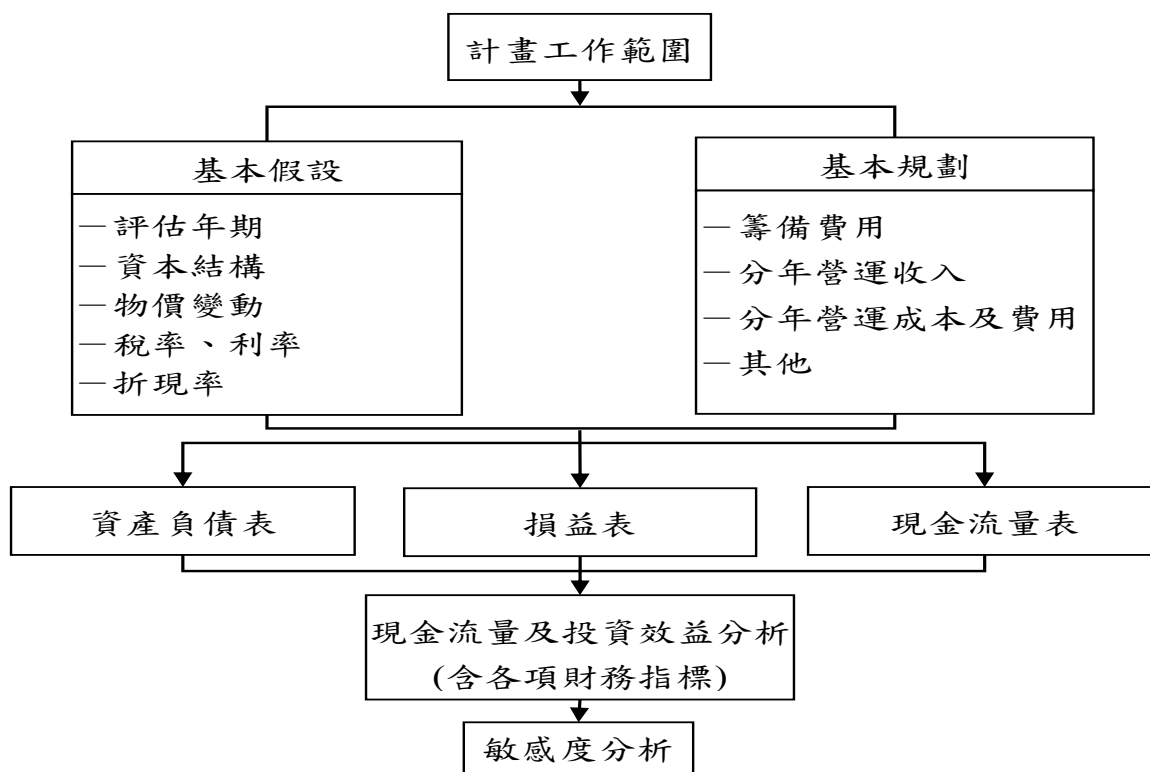 計畫工作範圍
基本假設
－評估年期
－資本結構
－物價變動
－稅率、利率
－折現率
基本規劃
－籌備費用
－分年營運收入
－分年營運成本及費用
－其他
資產負債表
損益表
現金流量表
現金流量及投資效益分析
(含各項財務指標)
敏感度分析